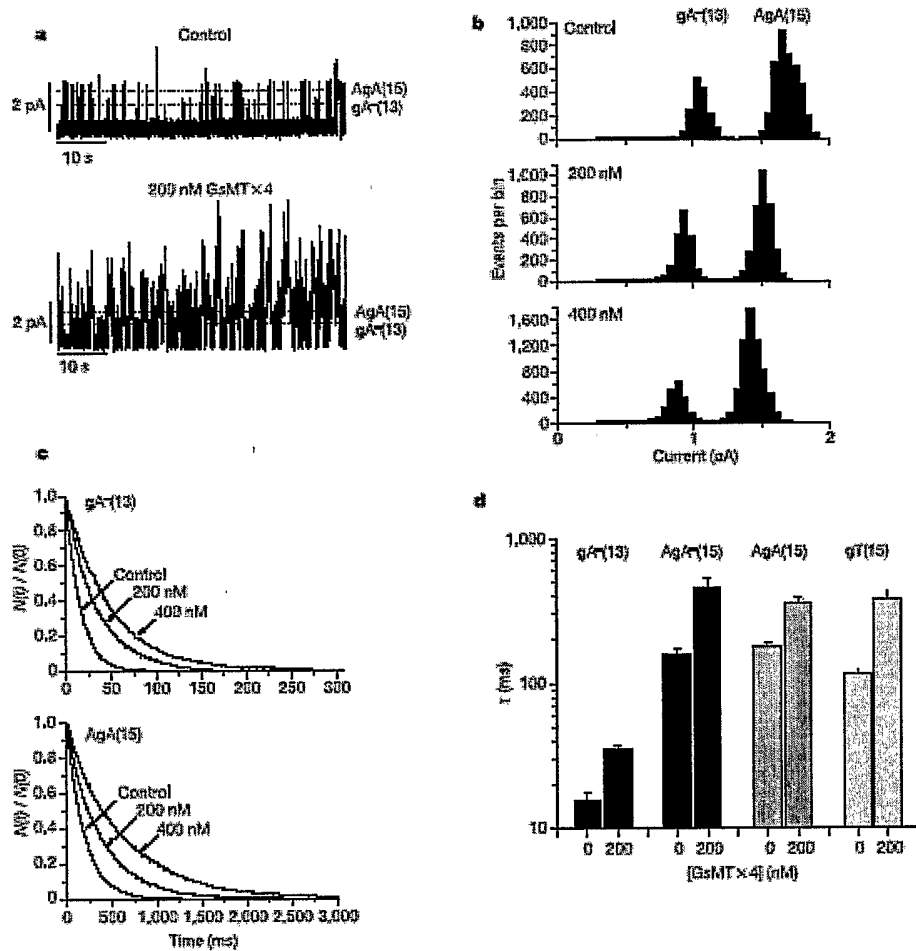 a
Control
2 pA
AgA(15)
gA⁻(13)
10 s
200 nM GsMT×4
2 pA
AgA(15)
gA⁻(13)
10 s
b
gA⁻(13) AgA(15)
Control
1,000
800
600
400
200
0
200 nM
1,000
800
600
400
200
0
400 nM
1,600
1,200
800
400
0
Events per bin
0 1 2
Current (pA)
c
gA⁻(13)
1.0
0.8
0.6
0.4
0.2
0
N(t) / N(0)
Control
200 nM
400 nM
0 50 100 150 200 250 300
AgA(15)
1.0
0.8
0.6
0.4
0.2
0
N(t) / N(0)
Control
200 nM
400 nM
0 500 1,000 1,500 2,000 2,500 3,000
Time (ms)
d
1,000
100
10
τ (ms)
gA⁻(13) AgA⁻(15) AgA(15) gT(15)
0 200 0 200 0 200 0 200
[GsMT×4] (nM)